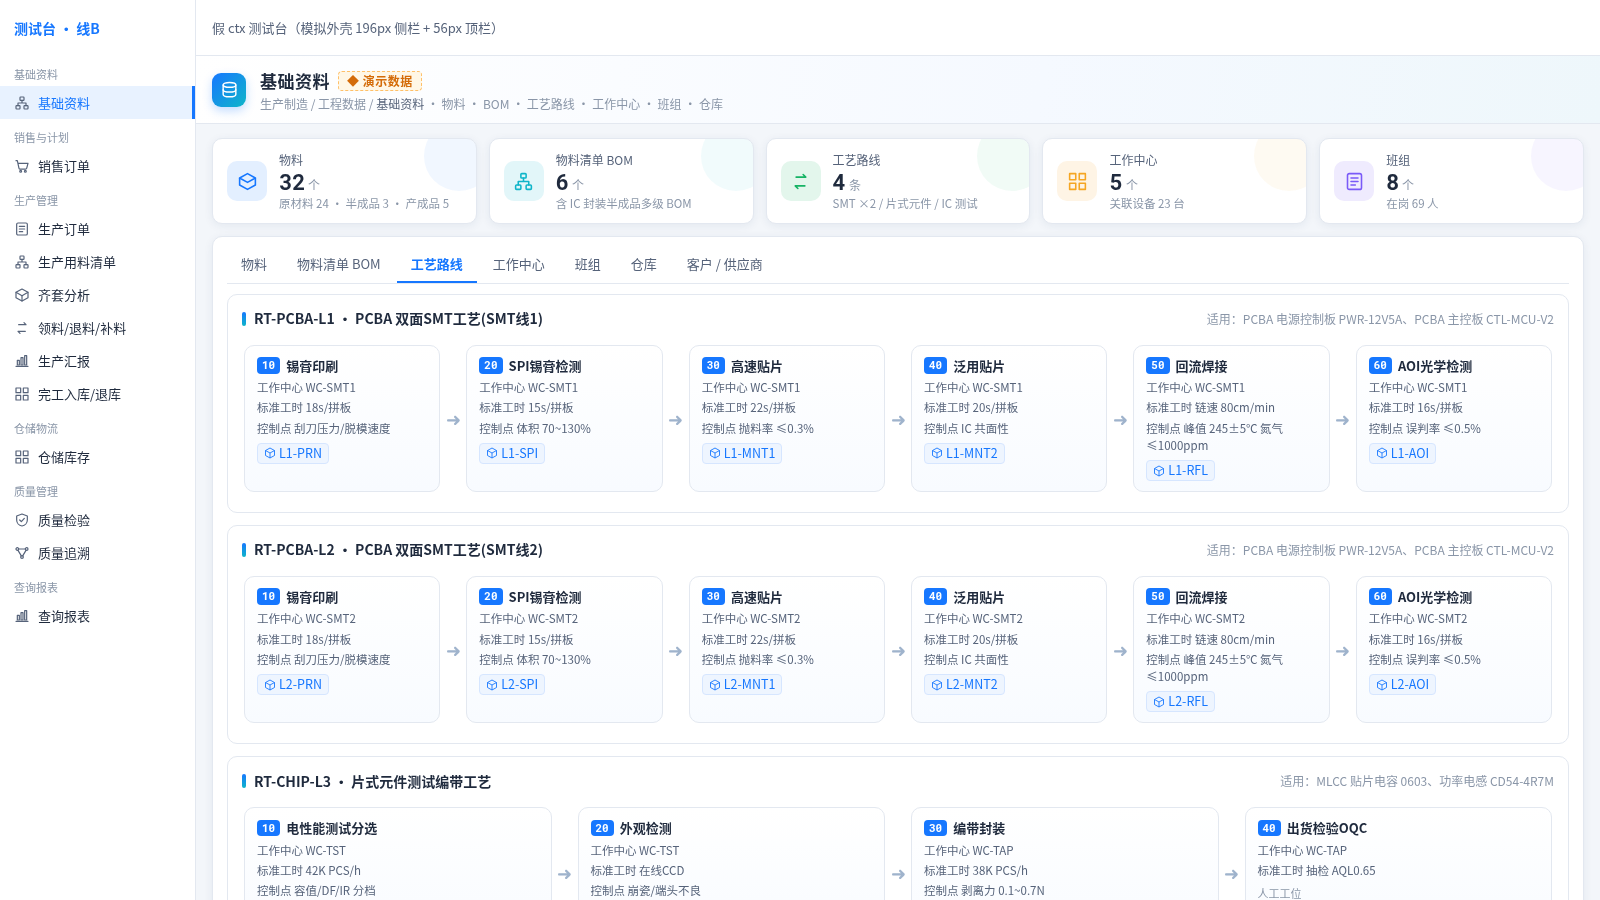 测试台 · 线B
假 ctx 测试台（模拟外壳 196px 侧栏 + 56px 顶栏）
基础资料
基础资料
销售与计划
销售订单
生产管理
生产订单
生产用料清单
齐套分析
领料/退料/补料
生产汇报
完工入库/退库
仓储物流
仓储库存
质量管理
质量检验
质量追溯
查询报表
查询报表
基础资料 ◆ 演示数据
生产制造 / 工程数据 / 基础资料 · 物料 · BOM · 工艺路线 · 工作中心 · 班组 · 仓库
物料
32 个
原材料 24 · 半成品 3 · 产成品 5
物料清单 BOM
6 个
含 IC 封装半成品多级 BOM
工艺路线
4 条
SMT ×2 / 片式元件 / IC 测试
工作中心
5 个
关联设备 23 台
班组
8 个
在岗 69 人
物料 物料清单 BOM 工艺路线 工作中心 班组 仓库 客户 / 供应商
RT-PCBA-L1 · PCBA 双面SMT工艺(SMT线1)
适用：PCBA 电源控制板 PWR-12V5A、PCBA 主控板 CTL-MCU-V2
10 锡膏印刷
工作中心 WC-SMT1
标准工时 18s/拼板
控制点 刮刀压力/脱模速度
L1-PRN
20 SPI锡膏检测
工作中心 WC-SMT1
标准工时 15s/拼板
控制点 体积 70~130%
L1-SPI
30 高速贴片
工作中心 WC-SMT1
标准工时 22s/拼板
控制点 抛料率 ≤0.3%
L1-MNT1
40 泛用贴片
工作中心 WC-SMT1
标准工时 20s/拼板
控制点 IC 共面性
L1-MNT2
50 回流焊接
工作中心 WC-SMT1
标准工时 链速 80cm/min
控制点 峰值 245±5℃ 氮气
≤1000ppm
L1-RFL
60 AOI光学检测
工作中心 WC-SMT1
标准工时 16s/拼板
控制点 误判率 ≤0.5%
L1-AOI
RT-PCBA-L2 · PCBA 双面SMT工艺(SMT线2)
适用：PCBA 电源控制板 PWR-12V5A、PCBA 主控板 CTL-MCU-V2
10 锡膏印刷
工作中心 WC-SMT2
标准工时 18s/拼板
控制点 刮刀压力/脱模速度
L2-PRN
20 SPI锡膏检测
工作中心 WC-SMT2
标准工时 15s/拼板
控制点 体积 70~130%
L2-SPI
30 高速贴片
工作中心 WC-SMT2
标准工时 22s/拼板
控制点 抛料率 ≤0.3%
L2-MNT1
40 泛用贴片
工作中心 WC-SMT2
标准工时 20s/拼板
控制点 IC 共面性
L2-MNT2
50 回流焊接
工作中心 WC-SMT2
标准工时 链速 80cm/min
控制点 峰值 245±5℃ 氮气
≤1000ppm
L2-RFL
60 AOI光学检测
工作中心 WC-SMT2
标准工时 16s/拼板
控制点 误判率 ≤0.5%
L2-AOI
RT-CHIP-L3 · 片式元件测试编带工艺
适用：MLCC 贴片电容 0603、功率电感 CD54-4R7M
10 电性能测试分选
工作中心 WC-TST
标准工时 42K PCS/h
控制点 容值/DF/IR 分档
20 外观检测
工作中心 WC-TST
标准工时 在线CCD
控制点 崩瓷/端头不良
30 编带封装
工作中心 WC-TAP
标准工时 38K PCS/h
控制点 剥离力 0.1~0.7N
40 出货检验OQC
工作中心 WC-TAP
标准工时 抽检 AQL0.65
人工工位